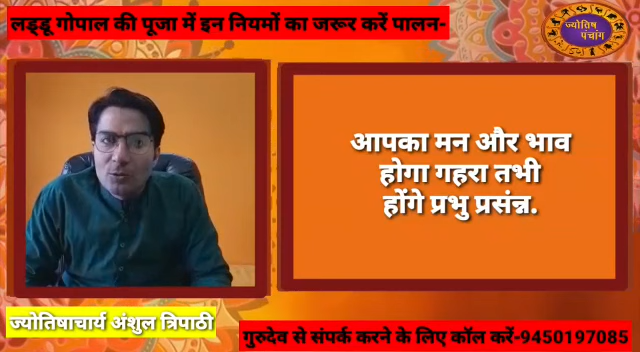 लड्डू गोपाल की पूजा में इन नियमों का जरूर करें पालन-
ज्योतिष
पंचांग
आपका मन और भाव
होगा गहरा तभी
होंगे प्रभु प्रसंन्न.
ज्योतिषाचार्य अंशुल त्रिपाठी
गुरुदेव से संपर्क करने के लिए कॉल करें-9450197085